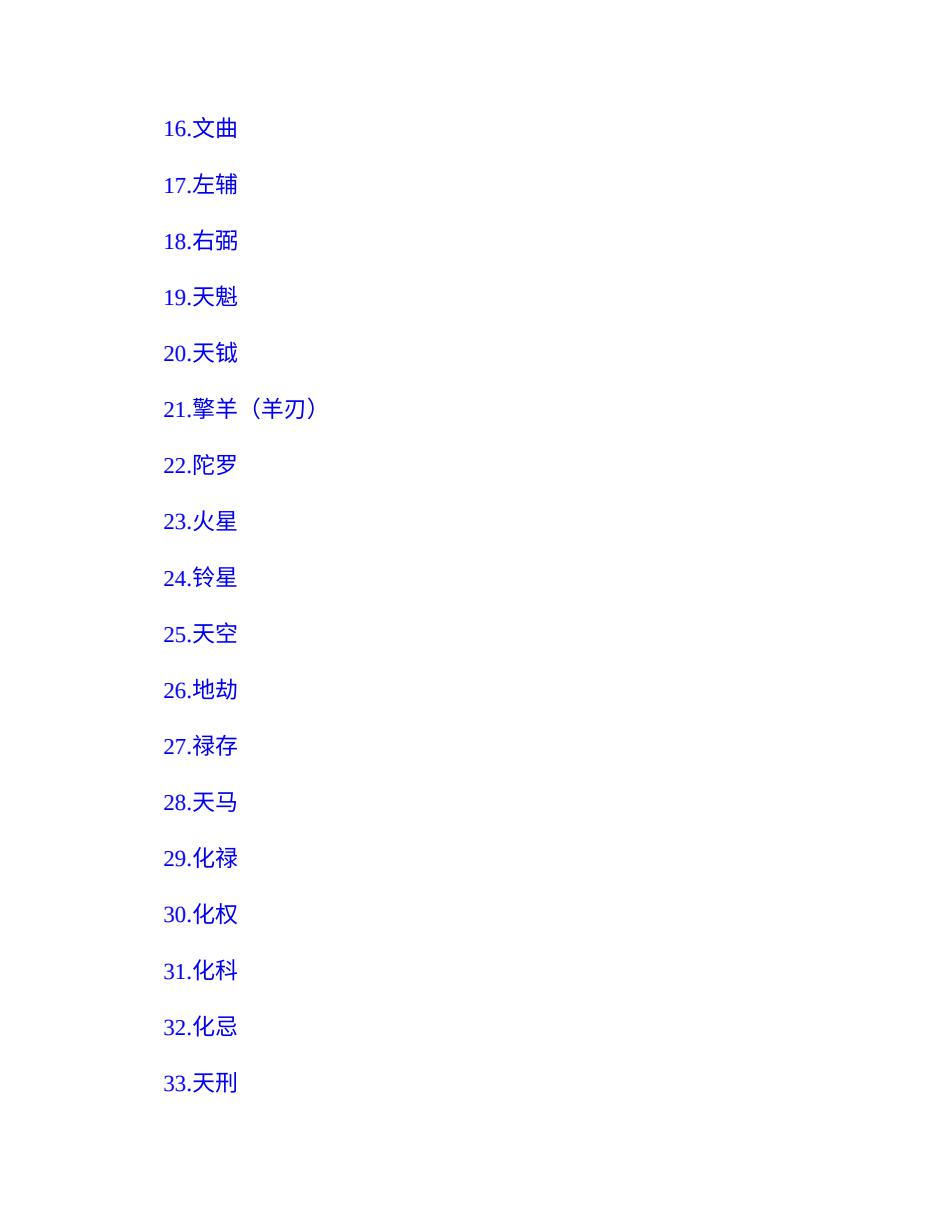 16.文曲
17.左辅
18.右弼
19.天魁
20.天钺
21.擎羊（羊刃）
22.陀罗
23.火星
24.铃星
25.天空
26.地劫
27.禄存
28.天马
29.化禄
30.化权
31.化科
32.化忌
33.天刑